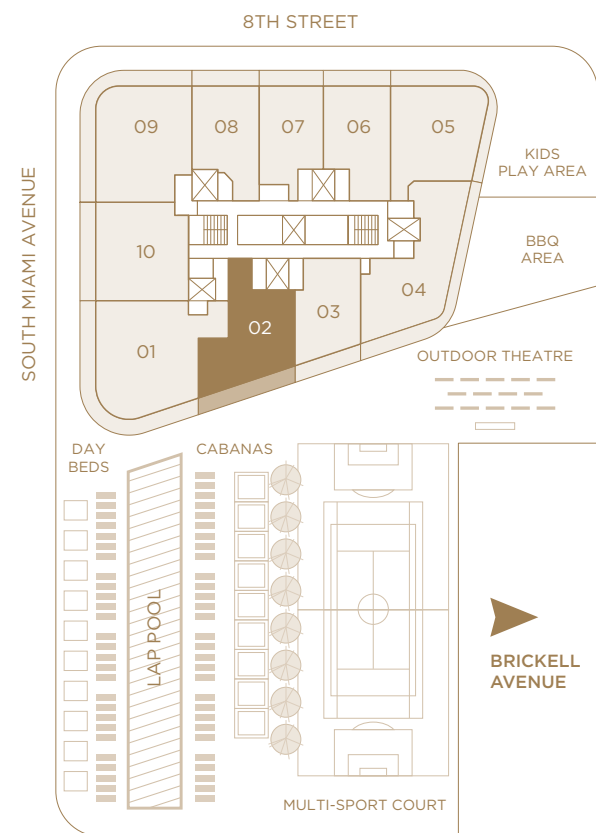 8TH STREET
SOUTH MIAMI AVENUE
09
08
07
06
05
KIDS
PLAY AREA
BBQ
AREA
10
04
03
02
01
OUTDOOR THEATRE
DAY
BEDS
CABANAS
LAP POOL
BRICKELL
AVENUE
MULTI-SPORT COURT